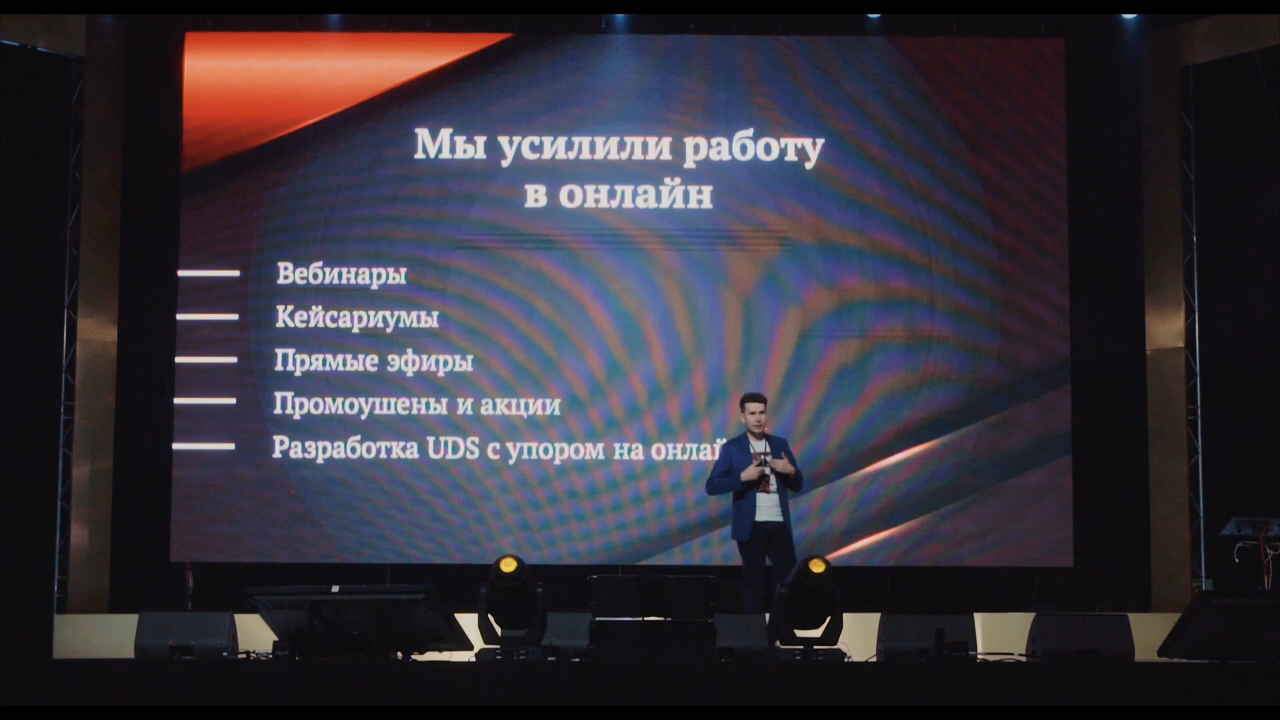 Мы усилили работу
в онлайн
Вебинары
Кейсариумы
Прямые эфиры
Промоушены и акции
Разработка UDS с упором на